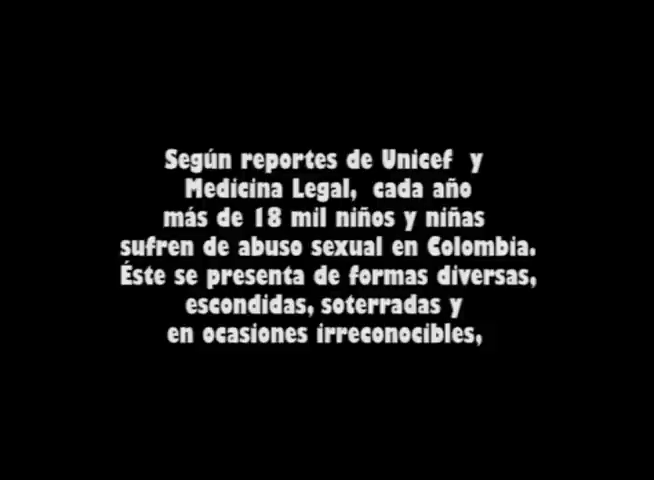 Según reportes de Unicef y
Medicina Legal, cada año
más de 18 mil niños y niñas
sufren de abuso sexual en Colombia.
Éste se presenta de formas diversas,
escondidas, soterradas y
en ocasiones irreconocibles,